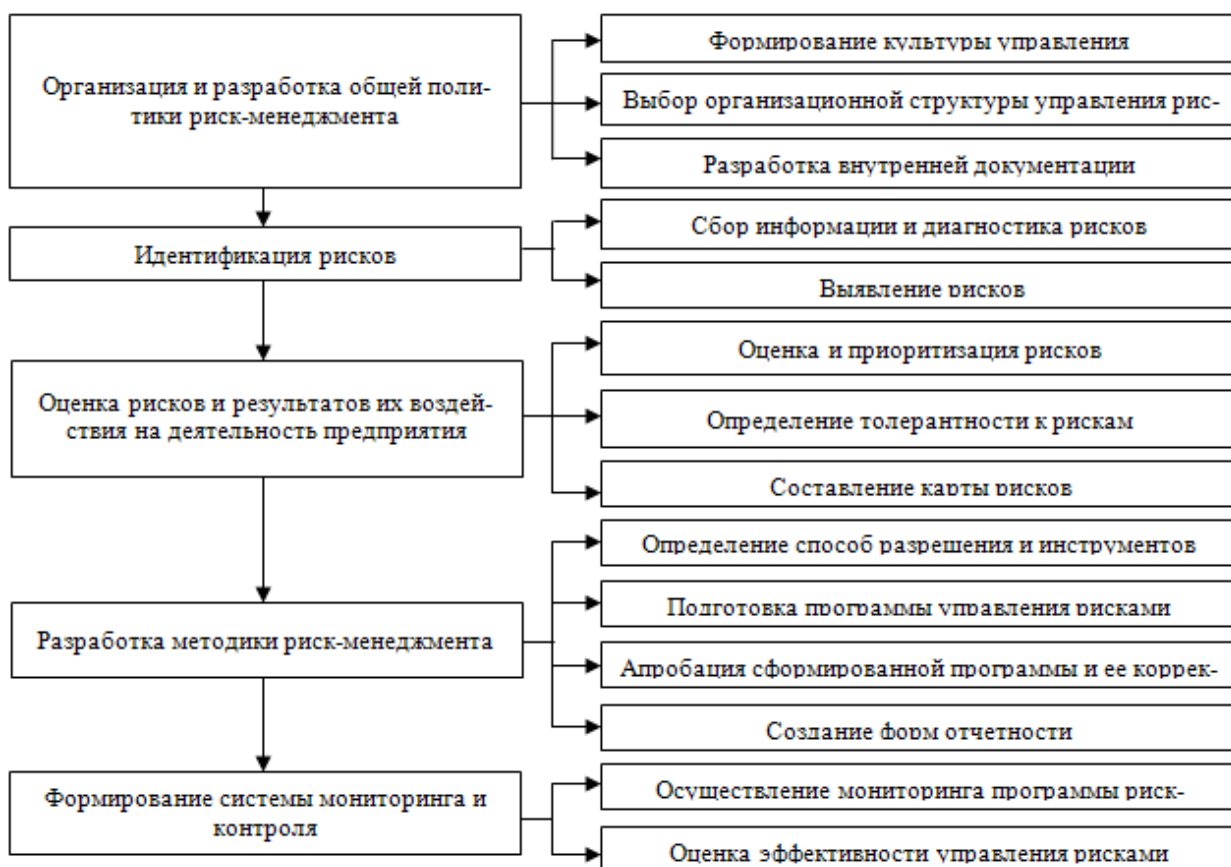 Организация и разработка общей поли-
тики риск-менеджмента
Формирование культуры управления
Выбор организационной структуры управления рис-
Разработка внутренней документации
Идентификация рисков
Сбор информации и диагностика рисков
Выявление рисков
Оценка рисков и результатов их воздей-
ствия на деятельность предприятия
Оценка и приоритизация рисков
Определение толерантности к рискам
Составление карты рисков
Разработка методики риск-менеджмента
Определение способ разрешения и инструментов
Подготовка программы управления рисками
Апробация сформированной программы и ее коррек-
Создание форм отчетности
Формирование системы мониторинга и
контроля
Осуществление мониторинга программы риск-
Оценка эффективности управления рисками